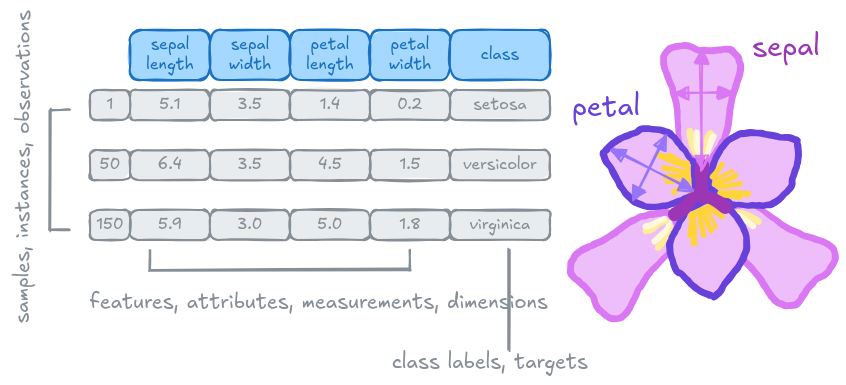 samples, instances, observations
sepal length
sepal width
petal length
petal width
class
1 5.1 3.5 1.4 0.2 setosa
50 6.4 3.5 4.5 1.5 versicolor
150 5.9 3.0 5.0 1.8 virginica
features, attributes, measurements, dimensions
class labels, targets
sepal
petal